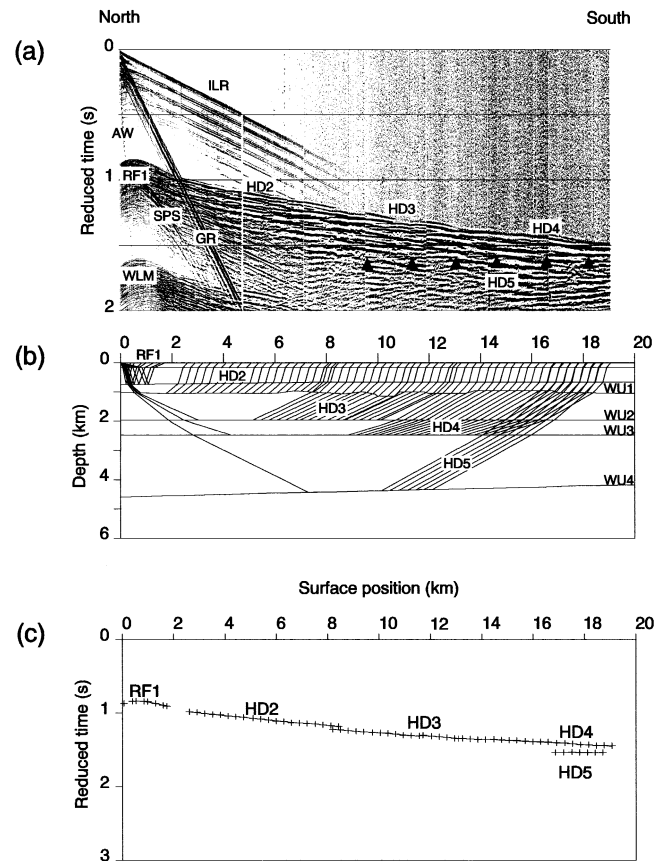 North South
(a)
0
ILR
AW
RF1
HD2
1
HD3
SPS
HD4
GR
WLM
HD5
2
Reduced time (s)
(b)
0 2 4 6 8 10 12 14 16 18 20
RF1
0
HD2
WU1
HD3
2
WU2
HD4
WU3
HD5
4
WU4
6
Depth (km)
Surface position (km)
(c)
0 2 4 6 8 10 12 14 16 18 20
0
RF1
HD2
HD3
HD4
1
HD5
2
3
Reduced time (s)